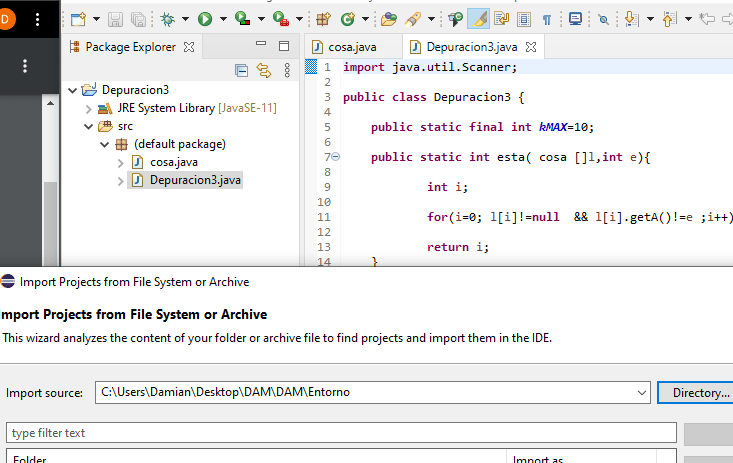 D
Package Explorer
cosa.java
Depuracion3.java
Depuracion3
JRE System Library [JavaSE-11]
src
(default package)
cosa.java
Depuracion3.java
1 import java.util.Scanner;
2
3 public class Depuracion3 {
4
5 public static final int kMAX=10;
6
7 public static int esta( cosa []l,int e){
8
9 int i;
10
11 for(i=0; l[i]!=null && l[i].getA()!=e ;i++)
12
13 return i;
14 }
Import Projects from File System or Archive
mport Projects from File System or Archive
This wizard analyzes the content of your folder or archive file to find projects and import them in the IDE.
Import source: C:\Users\Damian\Desktop\DAM\DAM\Entorno Directory...
type filter text
Folder Import as